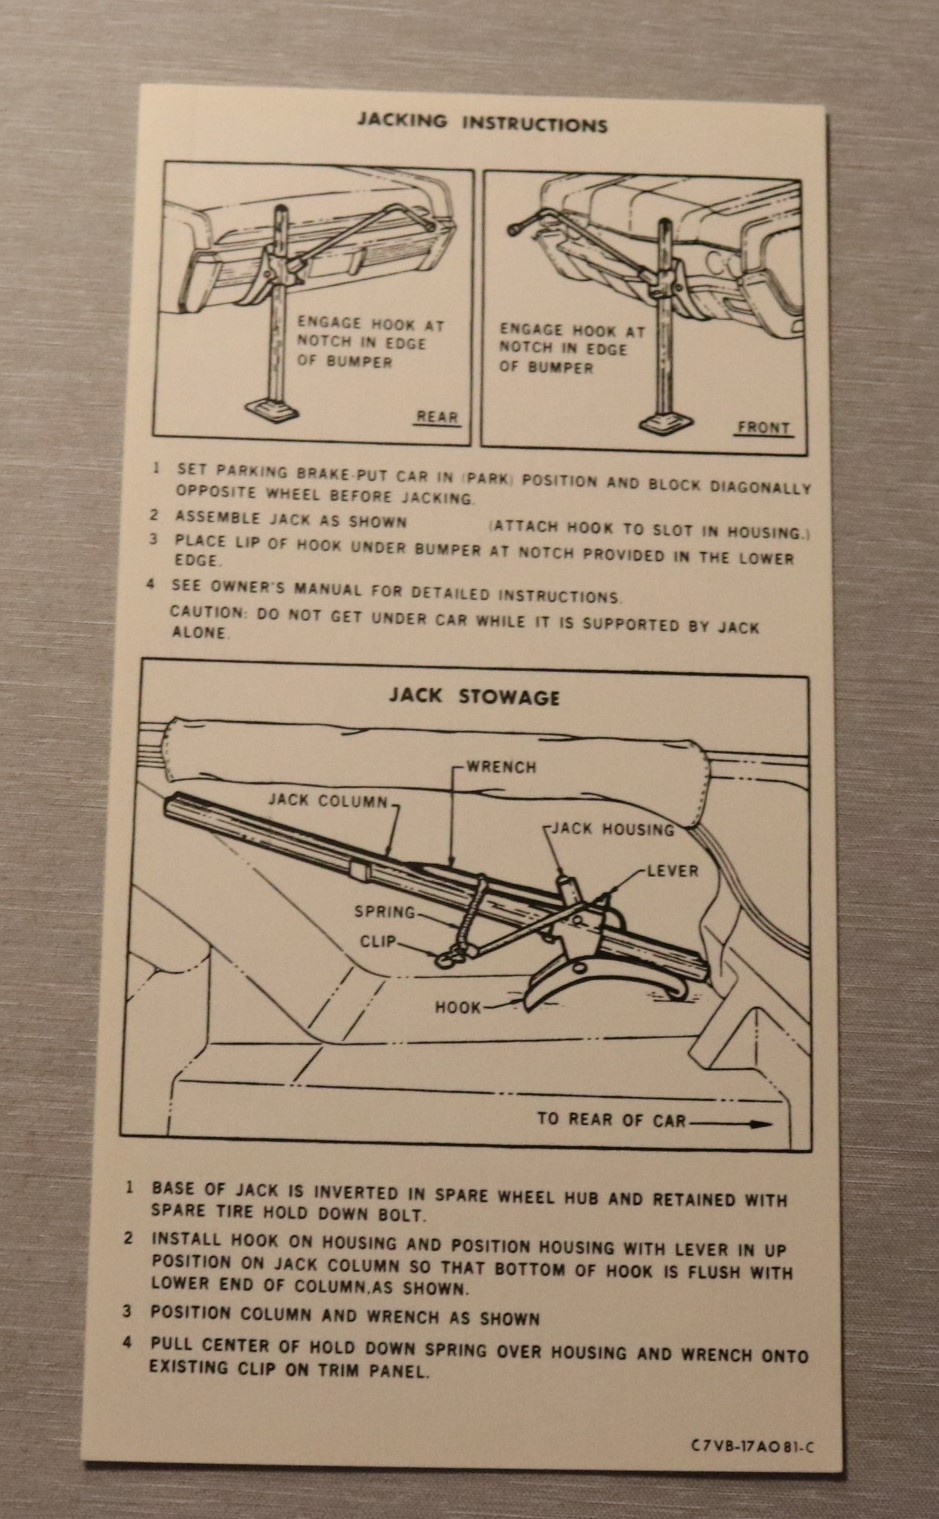 JACKING INSTRUCTIONS
ENGAGE HOOK AT
NOTCH IN EDGE
OF BUMPER
REAR
ENGAGE HOOK AT
NOTCH IN EDGE
OF BUMPER
FRONT
1 SET PARKING BRAKE-PUT CAR IN (PARK) POSITION AND BLOCK DIAGONALLY
OPPOSITE WHEEL BEFORE JACKING.
2 ASSEMBLE JACK AS SHOWN (ATTACH HOOK TO SLOT IN HOUSING.)
3 PLACE LIP OF HOOK UNDER BUMPER AT NOTCH PROVIDED IN THE LOWER
EDGE.
4 SEE OWNER'S MANUAL FOR DETAILED INSTRUCTIONS.
CAUTION: DO NOT GET UNDER CAR WHILE IT IS SUPPORTED BY JACK
ALONE.
JACK STOWAGE
WRENCH
JACK COLUMN
JACK HOUSING
LEVER
SPRING
CLIP
HOOK
TO REAR OF CAR
1 BASE OF JACK IS INVERTED IN SPARE WHEEL HUB AND RETAINED WITH
SPARE TIRE HOLD DOWN BOLT.
2 INSTALL HOOK ON HOUSING AND POSITION HOUSING WITH LEVER IN UP
POSITION ON JACK COLUMN SO THAT BOTTOM OF HOOK IS FLUSH WITH
LOWER END OF COLUMN,AS SHOWN.
3 POSITION COLUMN AND WRENCH AS SHOWN
4 PULL CENTER OF HOLD DOWN SPRING OVER HOUSING AND WRENCH ONTO
EXISTING CLIP ON TRIM PANEL.
C7VB-17A081-C